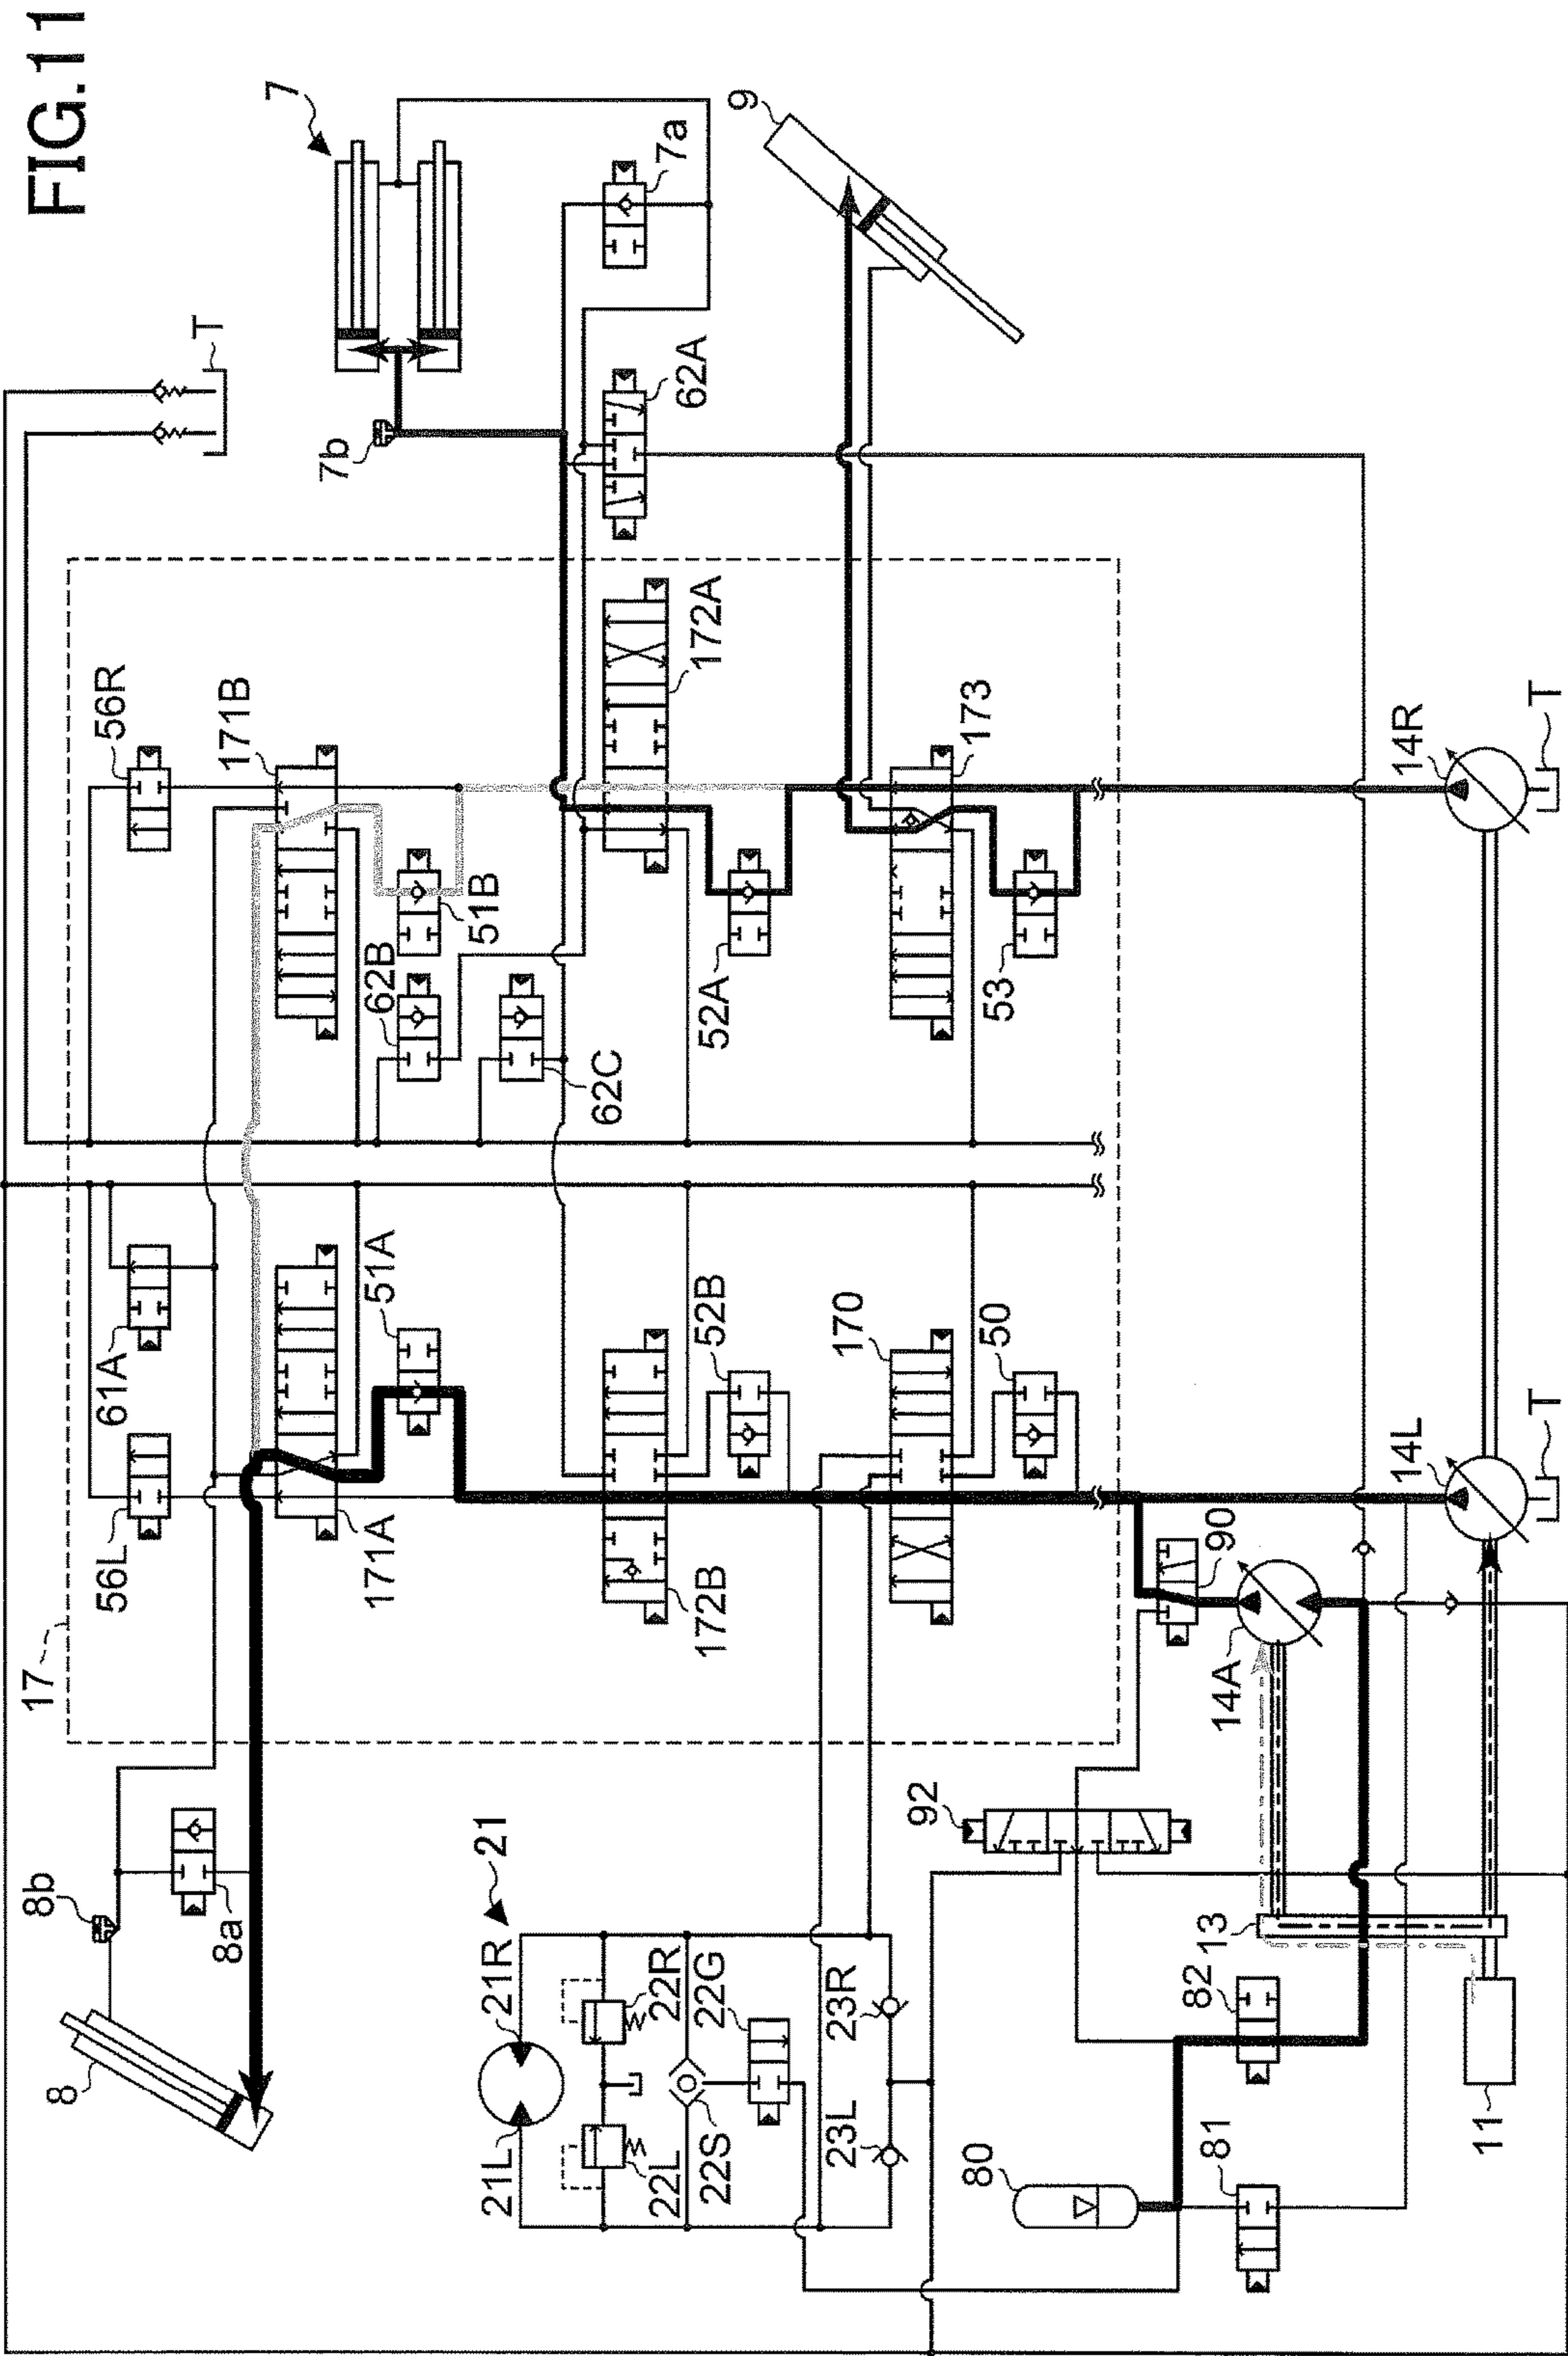 FIG.11
7
9
7a
T
62A
7b
56R
171B
172A
173
14R
T
62B
51B
52A
53
62C
61A
51A
52B
170
50
14L
T
56L
171A
172B
90
17
14A
92
8b
8a
21
13
8
21R
22R
22G
82
23R
21L
22L
22S
23L
80
81
11